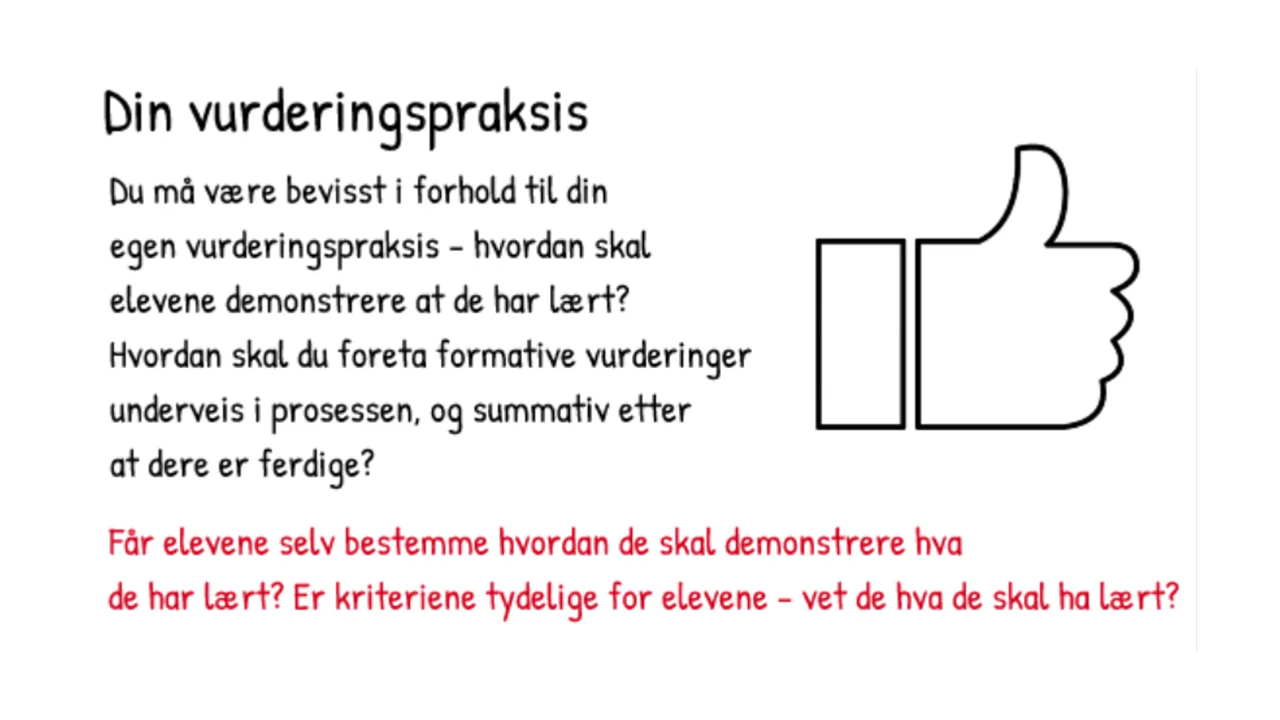 Din vurderingspraksis
Du må være bevisst i forhold til din
egen vurderingspraksis – hvordan skal
elevene demonstrere at de har lært?
Hvordan skal du foreta formative vurderinger
underveis i prosessen, og summativ etter
at dere er ferdige?
Får elevene selv bestemme hvordan de skal demonstrere hva
de har lært? Er kriteriene tydelige for elevene – vet de hva de skal ha lært?